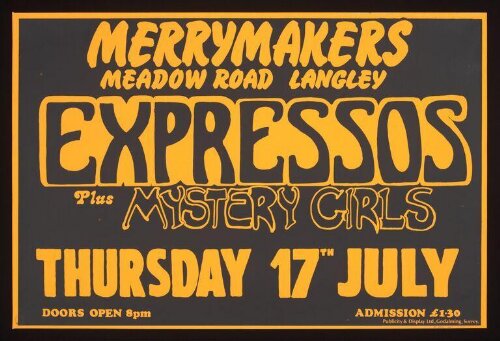 MERRYMAKERS
MEADOW ROAD LANGLEY
EXPRESSOS
Plus MYSTERY GIRLS
THURSDAY 17TH JULY
DOORS OPEN 8pm ADMISSION £1·30
Publicity & Display Ltd., Godalming, Surrey.